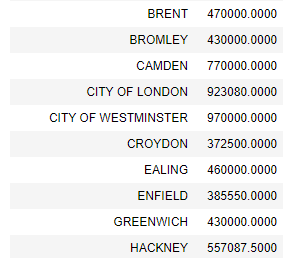 BRENT 470000.0000
BROMLEY 430000.0000
CAMDEN 770000.0000
CITY OF LONDON 923080.0000
CITY OF WESTMINSTER 970000.0000
CROYDON 372500.0000
EALING 460000.0000
ENFIELD 385550.0000
GREENWICH 430000.0000
HACKNEY 557087.5000